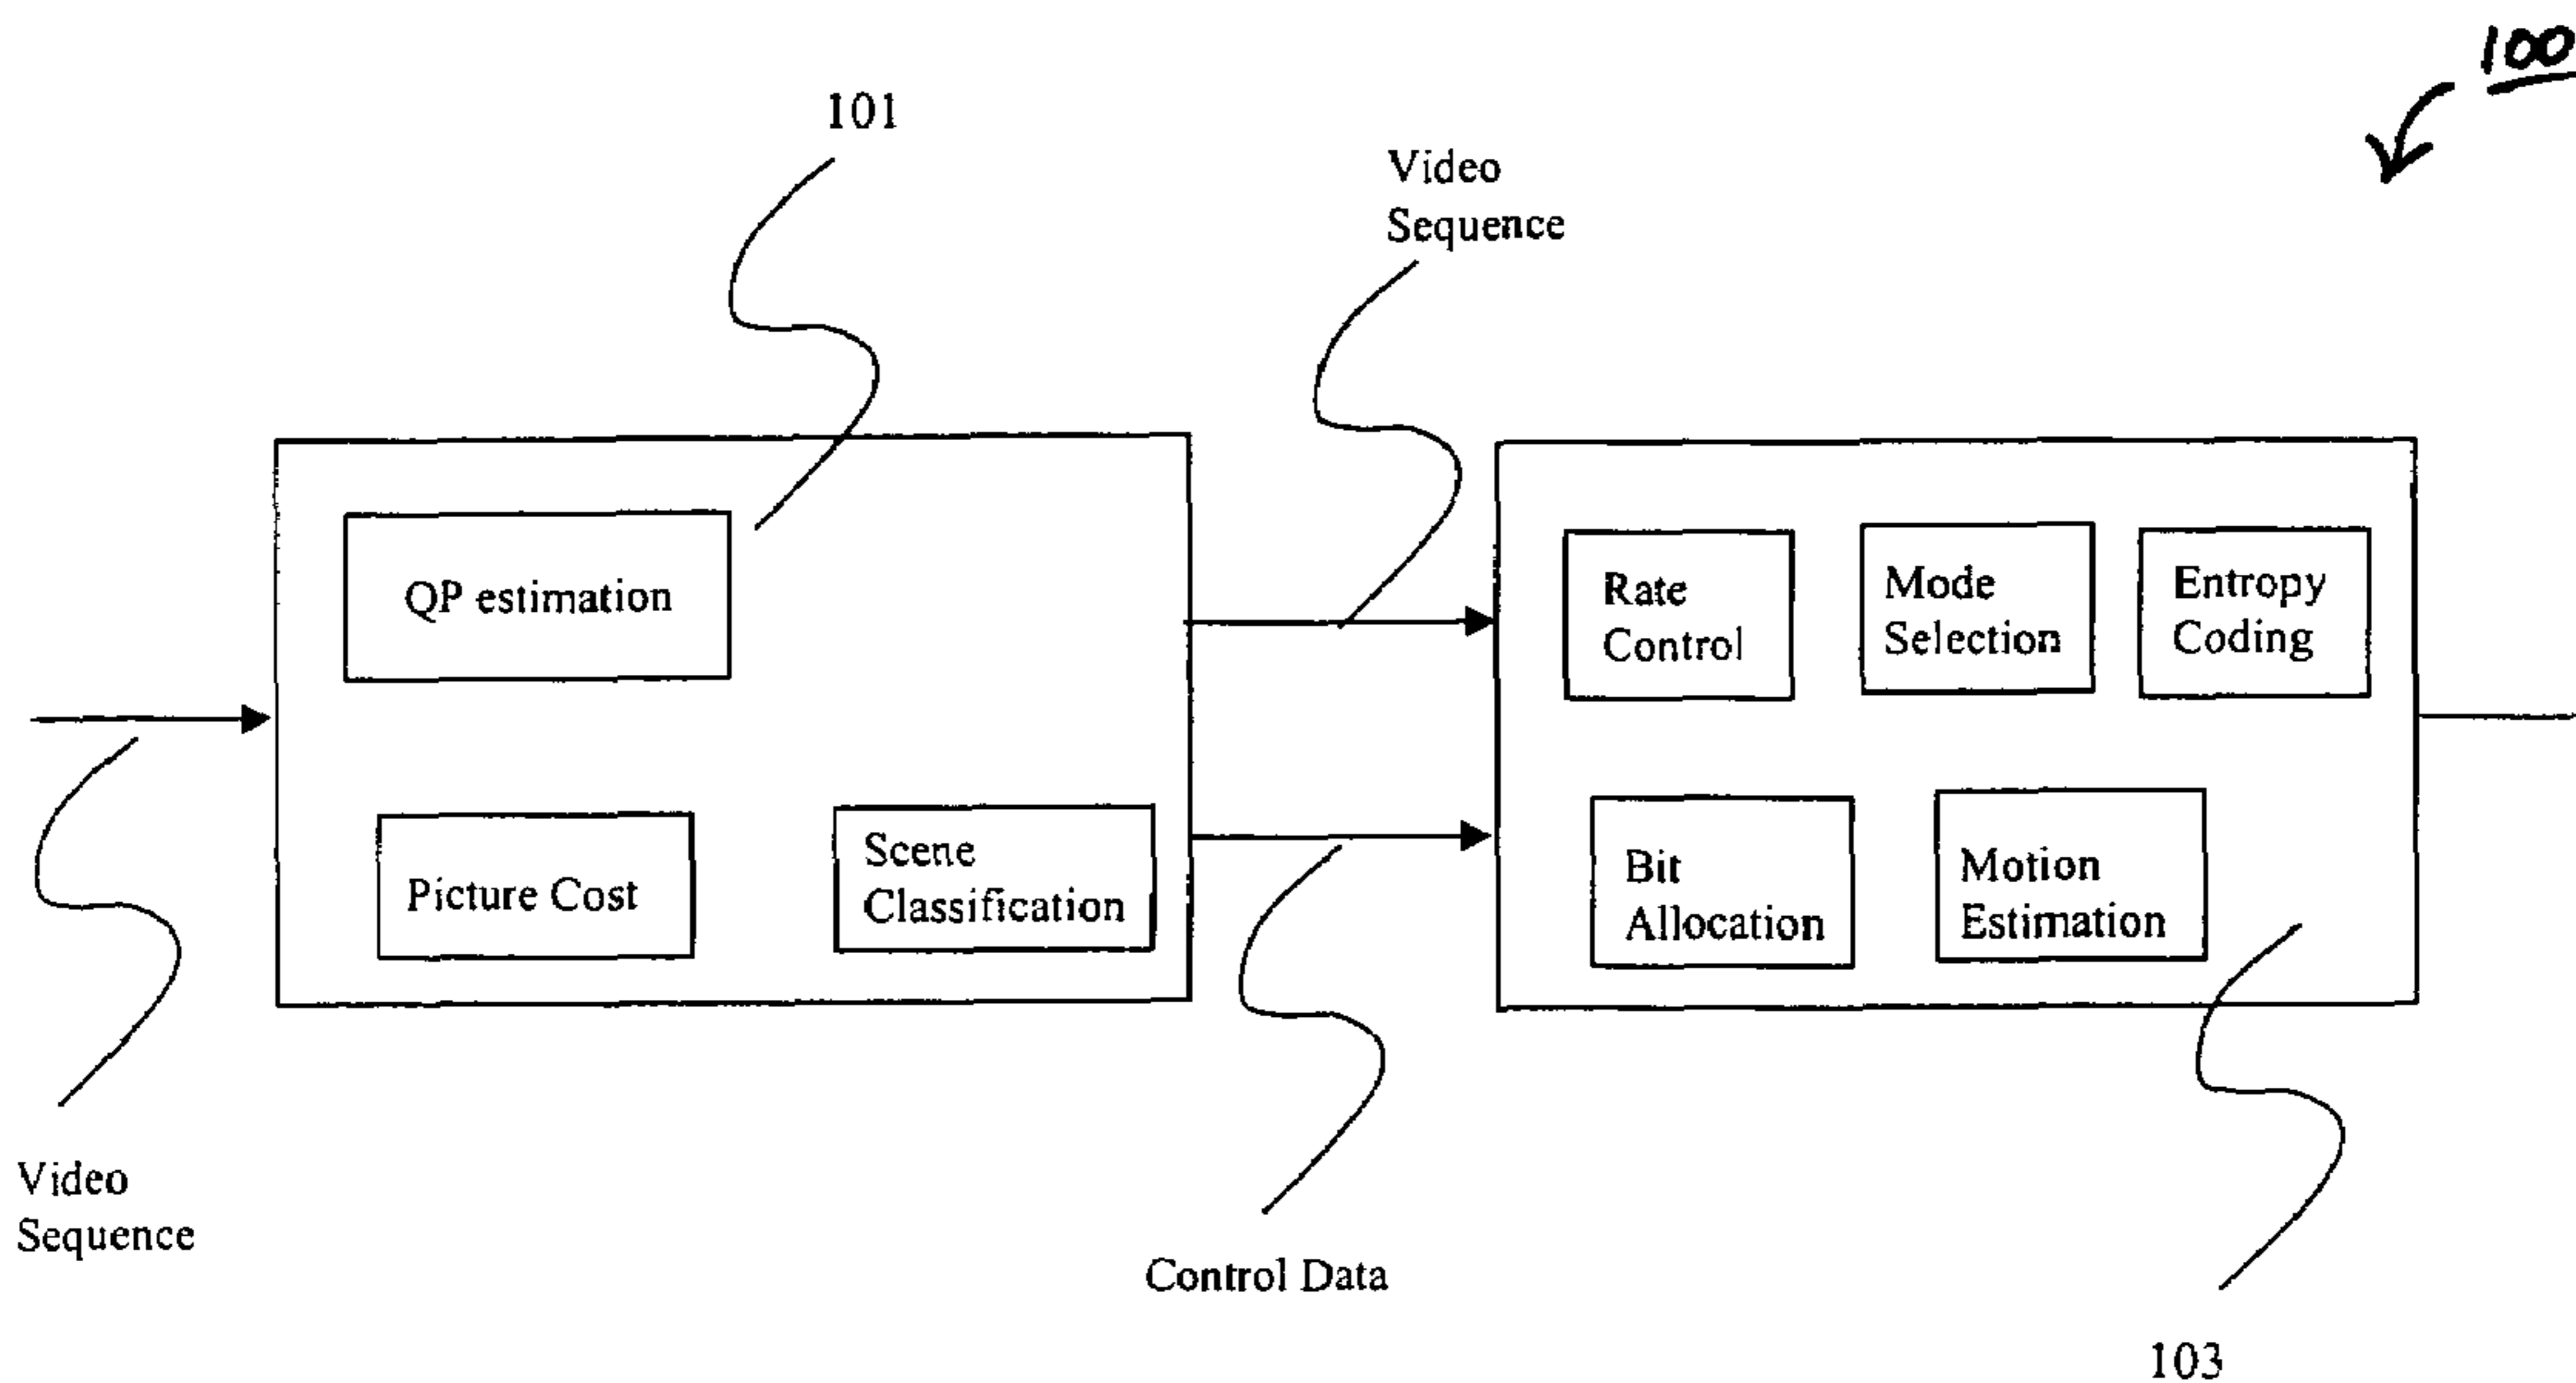 100
101
Video
Sequence
QP estimation
Rate
Control
Mode
Selection
Entropy
Coding
Picture Cost
Scene
Classification
Bit
Allocation
Motion
Estimation
Video
Sequence
Control Data
103